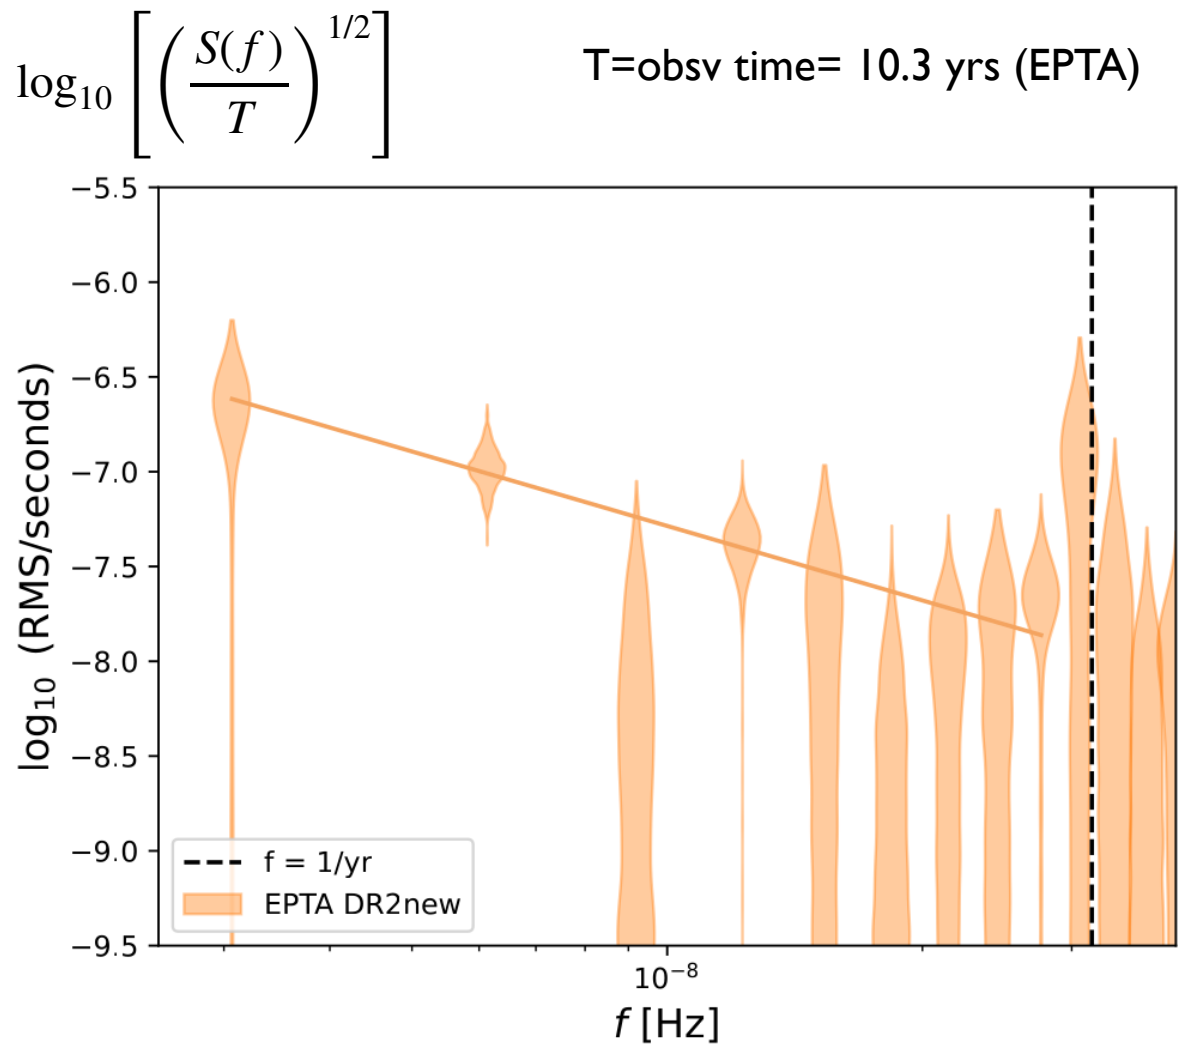 log₁₀ [(S(f)/T)^1/2]
T=obsv time= 10.3 yrs (EPTA)
−5.5
−6.0
−6.5
−7.0
−7.5
−8.0
−8.5
−9.0
−9.5
log₁₀ (RMS/seconds)
f = 1/yr
EPTA DR2new
10⁻⁸
f [Hz]